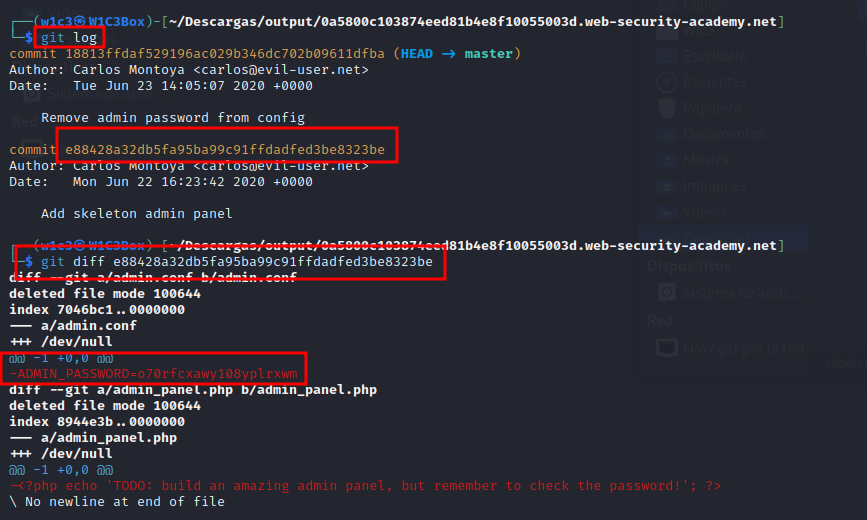 Equipo
┌──(w1c3㉿W1C3Box)-[~/Descargas/output/0a5800c103874eed81b4e8f10055003d.web-security-academy.net]
└─$ git log
commit 18813ffdaf529196ac029b346dc702b09611dfba (HEAD → master)
Author: Carlos Montoya <carlos@evil-user.net>
Date:   Tue Jun 23 14:05:07 2020 +0000
    Remove admin password from config
commit e88428a32db5fa95ba99c91ffdadfed3be8323be
Author: Carlos Montoya <carlos@evil-user.net>
Date:   Mon Jun 22 16:23:42 2020 +0000
    Add skeleton admin panel
┌──(w1c3㉿W1C3Box)-[~/Descargas/output/0a5800c103874eed81b4e8f10055003d.web-security-academy.net]
└─$ git diff e88428a32db5fa95ba99c91ffdadfed3be8323be
diff --git a/admin.conf b/admin.conf
deleted file mode 100644
index 7046bc1..0000000
--- a/admin.conf
+++ /dev/null
@@ -1 +0,0 @@
-ADMIN_PASSWORD=o70rfcxawy108yplrxwm
diff --git a/admin_panel.php b/admin_panel.php
deleted file mode 100644
index 8944e3b..0000000
--- a/admin_panel.php
+++ /dev/null
@@ -1 +0,0 @@
-<?php echo 'TODO: build an amazing admin panel, but remember to check the password!'; ?>
\ No newline at end of file
Escritorio
Recientes
Papelera
Documentos
Música
Imágenes
Vídeos
Dispositivos
Sistema de arch...
Red
Navegar por la red